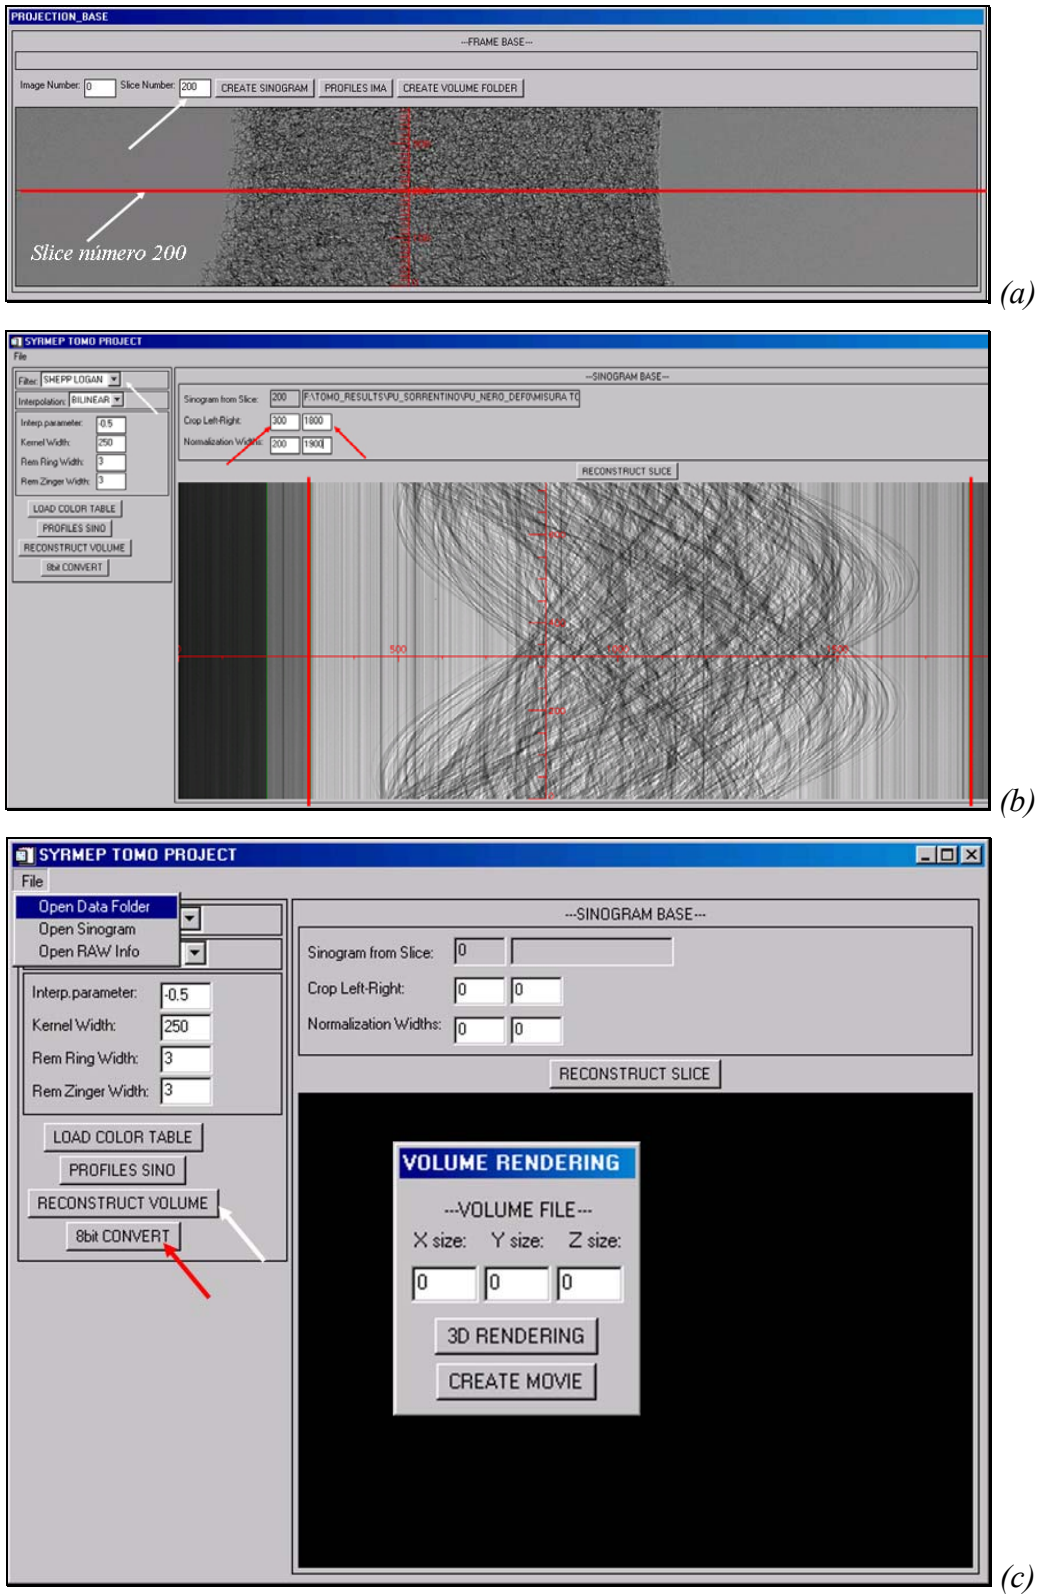 PROJECTION_BASE
---FRAME BASE---
Image Number: 0 Slice Number: 200 CREATE SINOGRAM PROFILES IMA CREATE VOLUME FOLDER
Slice número 200
(a)
SYRMEP TOMO PROJECT
File
Filter: SHEPP LOGAN
Interpolation: BILINEAR
Interp.parameter: -0.5
Kernel Width: 250
Rem Ring Width: 3
Rem Zinger Width: 3
LOAD COLOR TABLE
PROFILES SINO
RECONSTRUCT VOLUME
8bit CONVERT
---SINOGRAM BASE---
Sinogram from Slice: 200 F:\TOMO_RESULTS\PU_SORRENTINO\PU_NERO_DEF0\MISURA TO
Crop Left-Right: 300 1800
Normalization Widths: 200 1900
RECONSTRUCT SLICE
500 1000 1500
(b)
SYRMEP TOMO PROJECT
File
Open Data Folder
Open Sinogram
Open RAW Info
Interp.parameter: -0.5
Kernel Width: 250
Rem Ring Width: 3
Rem Zinger Width: 3
LOAD COLOR TABLE
PROFILES SINO
RECONSTRUCT VOLUME
8bit CONVERT
---SINOGRAM BASE---
Sinogram from Slice: 0
Crop Left-Right: 0 0
Normalization Widths: 0 0
RECONSTRUCT SLICE
VOLUME RENDERING
---VOLUME FILE---
X size: Y size: Z size:
0 0 0
3D RENDERING
CREATE MOVIE
(c)